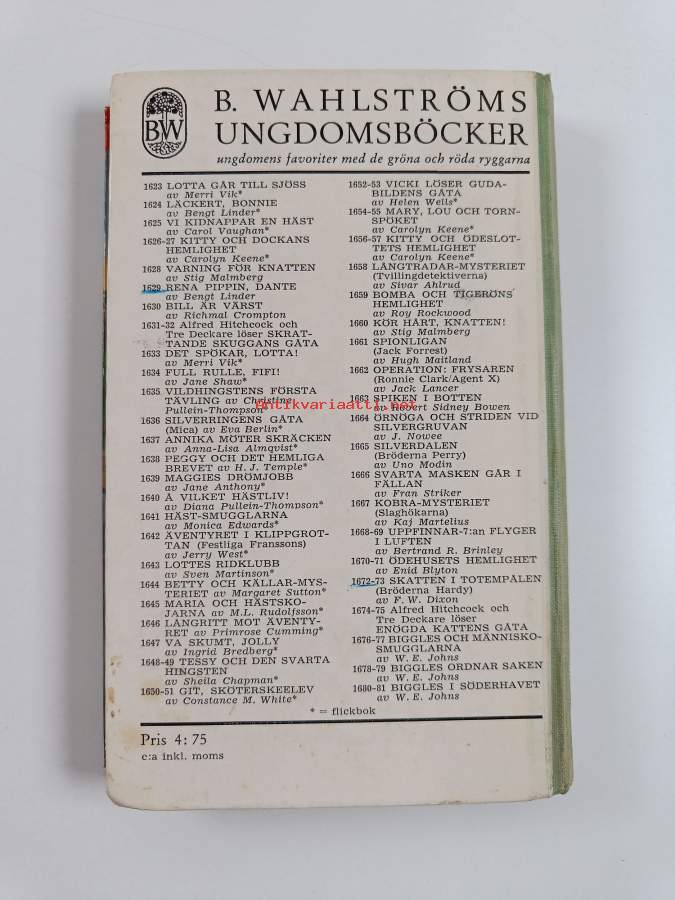 BW
B. WAHLSTRÖMS
UNGDOMSBÖCKER
ungdomens favoriter med de gröna och röda ryggarna
1623 LOTTA GÅR TILL SJÖSS
av Merri Vik*
1624 LÄCKERT, BONNIE
av Bengt Linder*
1625 VI KIDNAPPAR EN HÄST
av Carol Vaughan*
1626-27 KITTY OCH DOCKANS
HEMLIGHET
av Carolyn Keene*
1628 VARNING FÖR KNATTEN
av Stig Malmberg
1629 RENA PIPPIN, DANTE
av Bengt Linder
1630 BILL ÄR VÄRST
av Richmal Crompton
1631-32 Alfred Hitchcock och
Tre Deckare löser SKRAT-
TANDE SKUGGANS GÅTA
1633 DET SPÖKAR, LOTTA!
av Merri Vik*
1634 FULL RULLE, FIFI!
av Jane Shaw*
1635 VILDHINGSTENS FÖRSTA
TÄVLING av Christine
Pullein-Thompson*
1636 SILVERRINGENS GÅTA
(Mica) av Eva Berlin*
1637 ANNIKA MÖTER SKRÄCKEN
av Anna-Lisa Almqvist*
1638 PEGGY OCH DET HEMLIGA
BREVET av H. J. Temple*
1639 MAGGIES DRÖMJOBB
av Jane Anthony*
1640 Å VILKET HÄSTLIV!
av Diana Pullein-Thompson*
1641 HÄST-SMUGGLARNA
av Monica Edwards*
1642 ÄVENTYRET I KLIPPGROT-
TAN (Festliga Franssons)
av Jerry West*
1643 LOTTES RIDKLUBB
av Sven Martinson*
1644 BETTY OCH KÄLLAR-MYS-
TERIET av Margaret Sutton*
1645 MARIA OCH HÄSTSKO-
JARNA av M.L. Rudolfsson*
1646 LÅNGRITT MOT ÄVENTY-
RET av Primrose Cumming*
1647 VA SKUMT, JOLLY
av Ingrid Bredberg*
1648-49 TESSY OCH DEN SVARTA
HINGSTEN
av Sheila Chapman*
1650-51 GIT, SKÖTERSKEELEV
av Constance M. White*
1652-53 VICKI LÖSER GUDA-
BILDENS GÅTA
av Helen Wells*
1654-55 MARY, LOU OCH TORN-
SPÖKET
av Carolyn Keene*
1656-57 KITTY OCH ÖDESLOT-
TETS HEMLIGHET
av Carolyn Keene*
1658 LÅNGTRADAR-MYSTERIET
(Tvillingdetektiverna)
av Sivar Ahlrud
1659 BOMBA OCH TIGERÖNS
HEMLIGHET
av Roy Rockwood
1660 KÖR HÅRT, KNATTEN!
av Stig Malmberg
1661 SPIONLIGAN
(Jack Forrest)
av Hugh Maitland
1662 OPERATION: FRYSAREN
(Ronnie Clark/Agent X)
av Jack Lancer
1663 SPIKEN I BOTTEN
av Robert Sidney Bowen
1664 ÖRNÖGA OCH STRIDEN VID
SILVERGRUVAN
av J. Nowee
1665 SILVERDALEN
(Bröderna Perry)
av Uno Modin
1666 SVARTA MASKEN GÅR I
FÄLLAN
av Fran Striker
1667 KOBRA-MYSTERIET
(Slaghökarna)
av Kaj Martelius
1668-69 UPPFINNAR-7:an FLYGER
I LUFTEN
av Bertrand R. Brinley
1670-71 ÖDEHUSETS HEMLIGHET
av Enid Blyton
1672-73 SKATTEN I TOTEMPÅLEN
(Bröderna Hardy)
av F. W. Dixon
1674-75 Alfred Hitchcock och
Tre Deckare löser
ENÖGDA KATTENS GÅTA
1676-77 BIGGLES OCH MÄNNISKO-
SMUGGLARNA
av W. E. Johns
1678-79 BIGGLES ORDNAR SAKEN
av W. E. Johns
1680-81 BIGGLES I SÖDERHAVET
av W. E. Johns
* = flickbok
Pris 4:75
c:a inkl. moms
Antikvariaatti.net